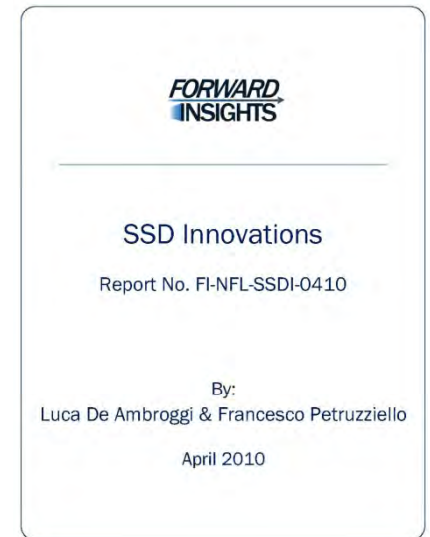 FORWARD
INSIGHTS
SSD Innovations
Report No. FI-NFL-SSDI-0410
By:
Luca De Ambroggi & Francesco Petruzziello
April 2010